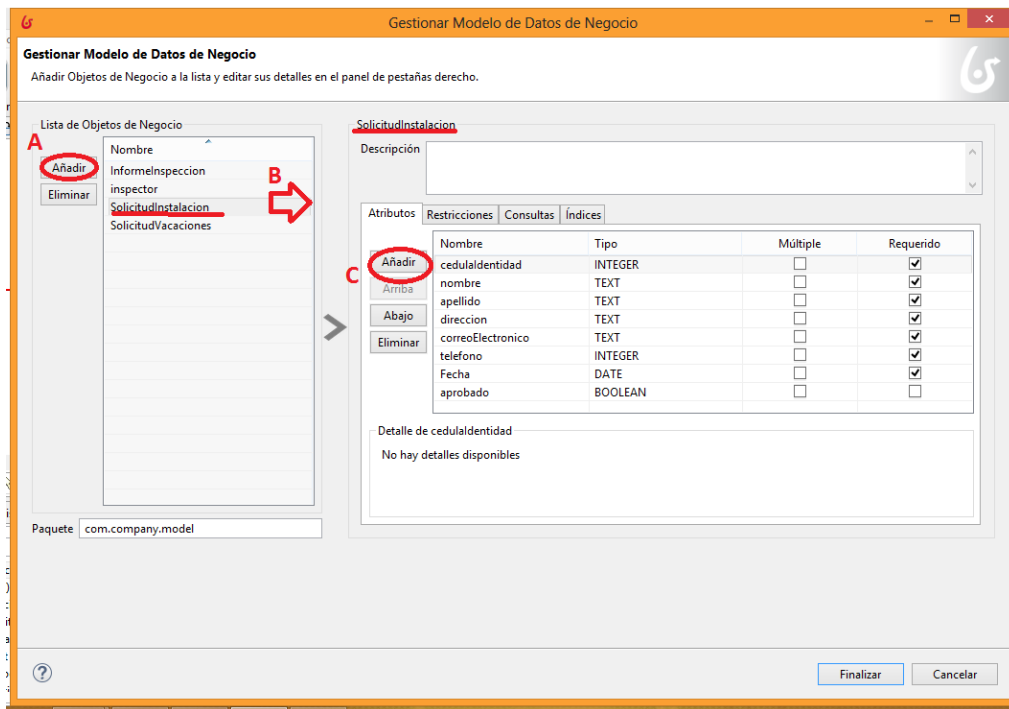 Gestionar Modelo de Datos de Negocio
Gestionar Modelo de Datos de Negocio
Añadir Objetos de Negocio a la lista y editar sus detalles en el panel de pestañas derecho.
Lista de Objetos de Negocio
A
Añadir
Eliminar
Nombre
InformeInspeccion
inspector
SolicitudInstalacion
SolicitudVacaciones
B
Paquete com.company.model
SolicitudInstalacion
Descripción
Atributos Restricciones Consultas Índices
C
Añadir
Arriba
Abajo
Eliminar
Nombre Tipo Múltiple Requerido
cedulaIdentidad INTEGER
nombre TEXT
apellido TEXT
direccion TEXT
correoElectronico TEXT
telefono INTEGER
Fecha DATE
aprobado BOOLEAN
Detalle de cedulaIdentidad
No hay detalles disponibles
?
Finalizar Cancelar